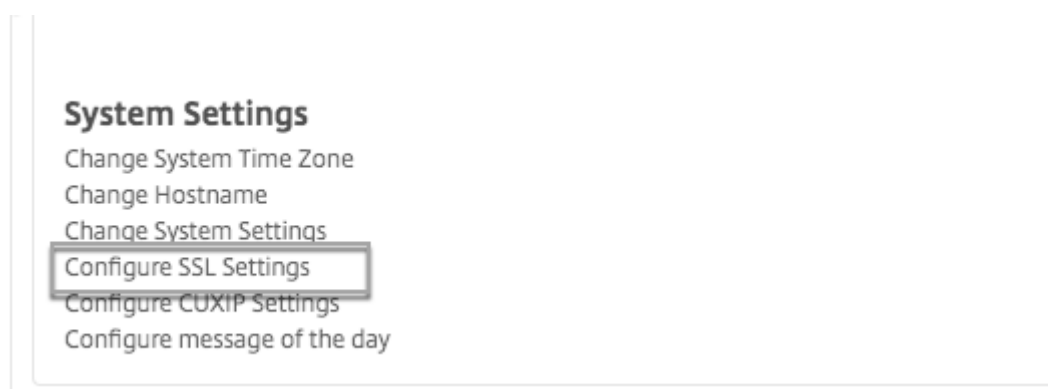 System Settings
Change System Time Zone
Change Hostname
Change System Settings
Configure SSL Settings
Configure CUXIP Settings
Configure message of the day